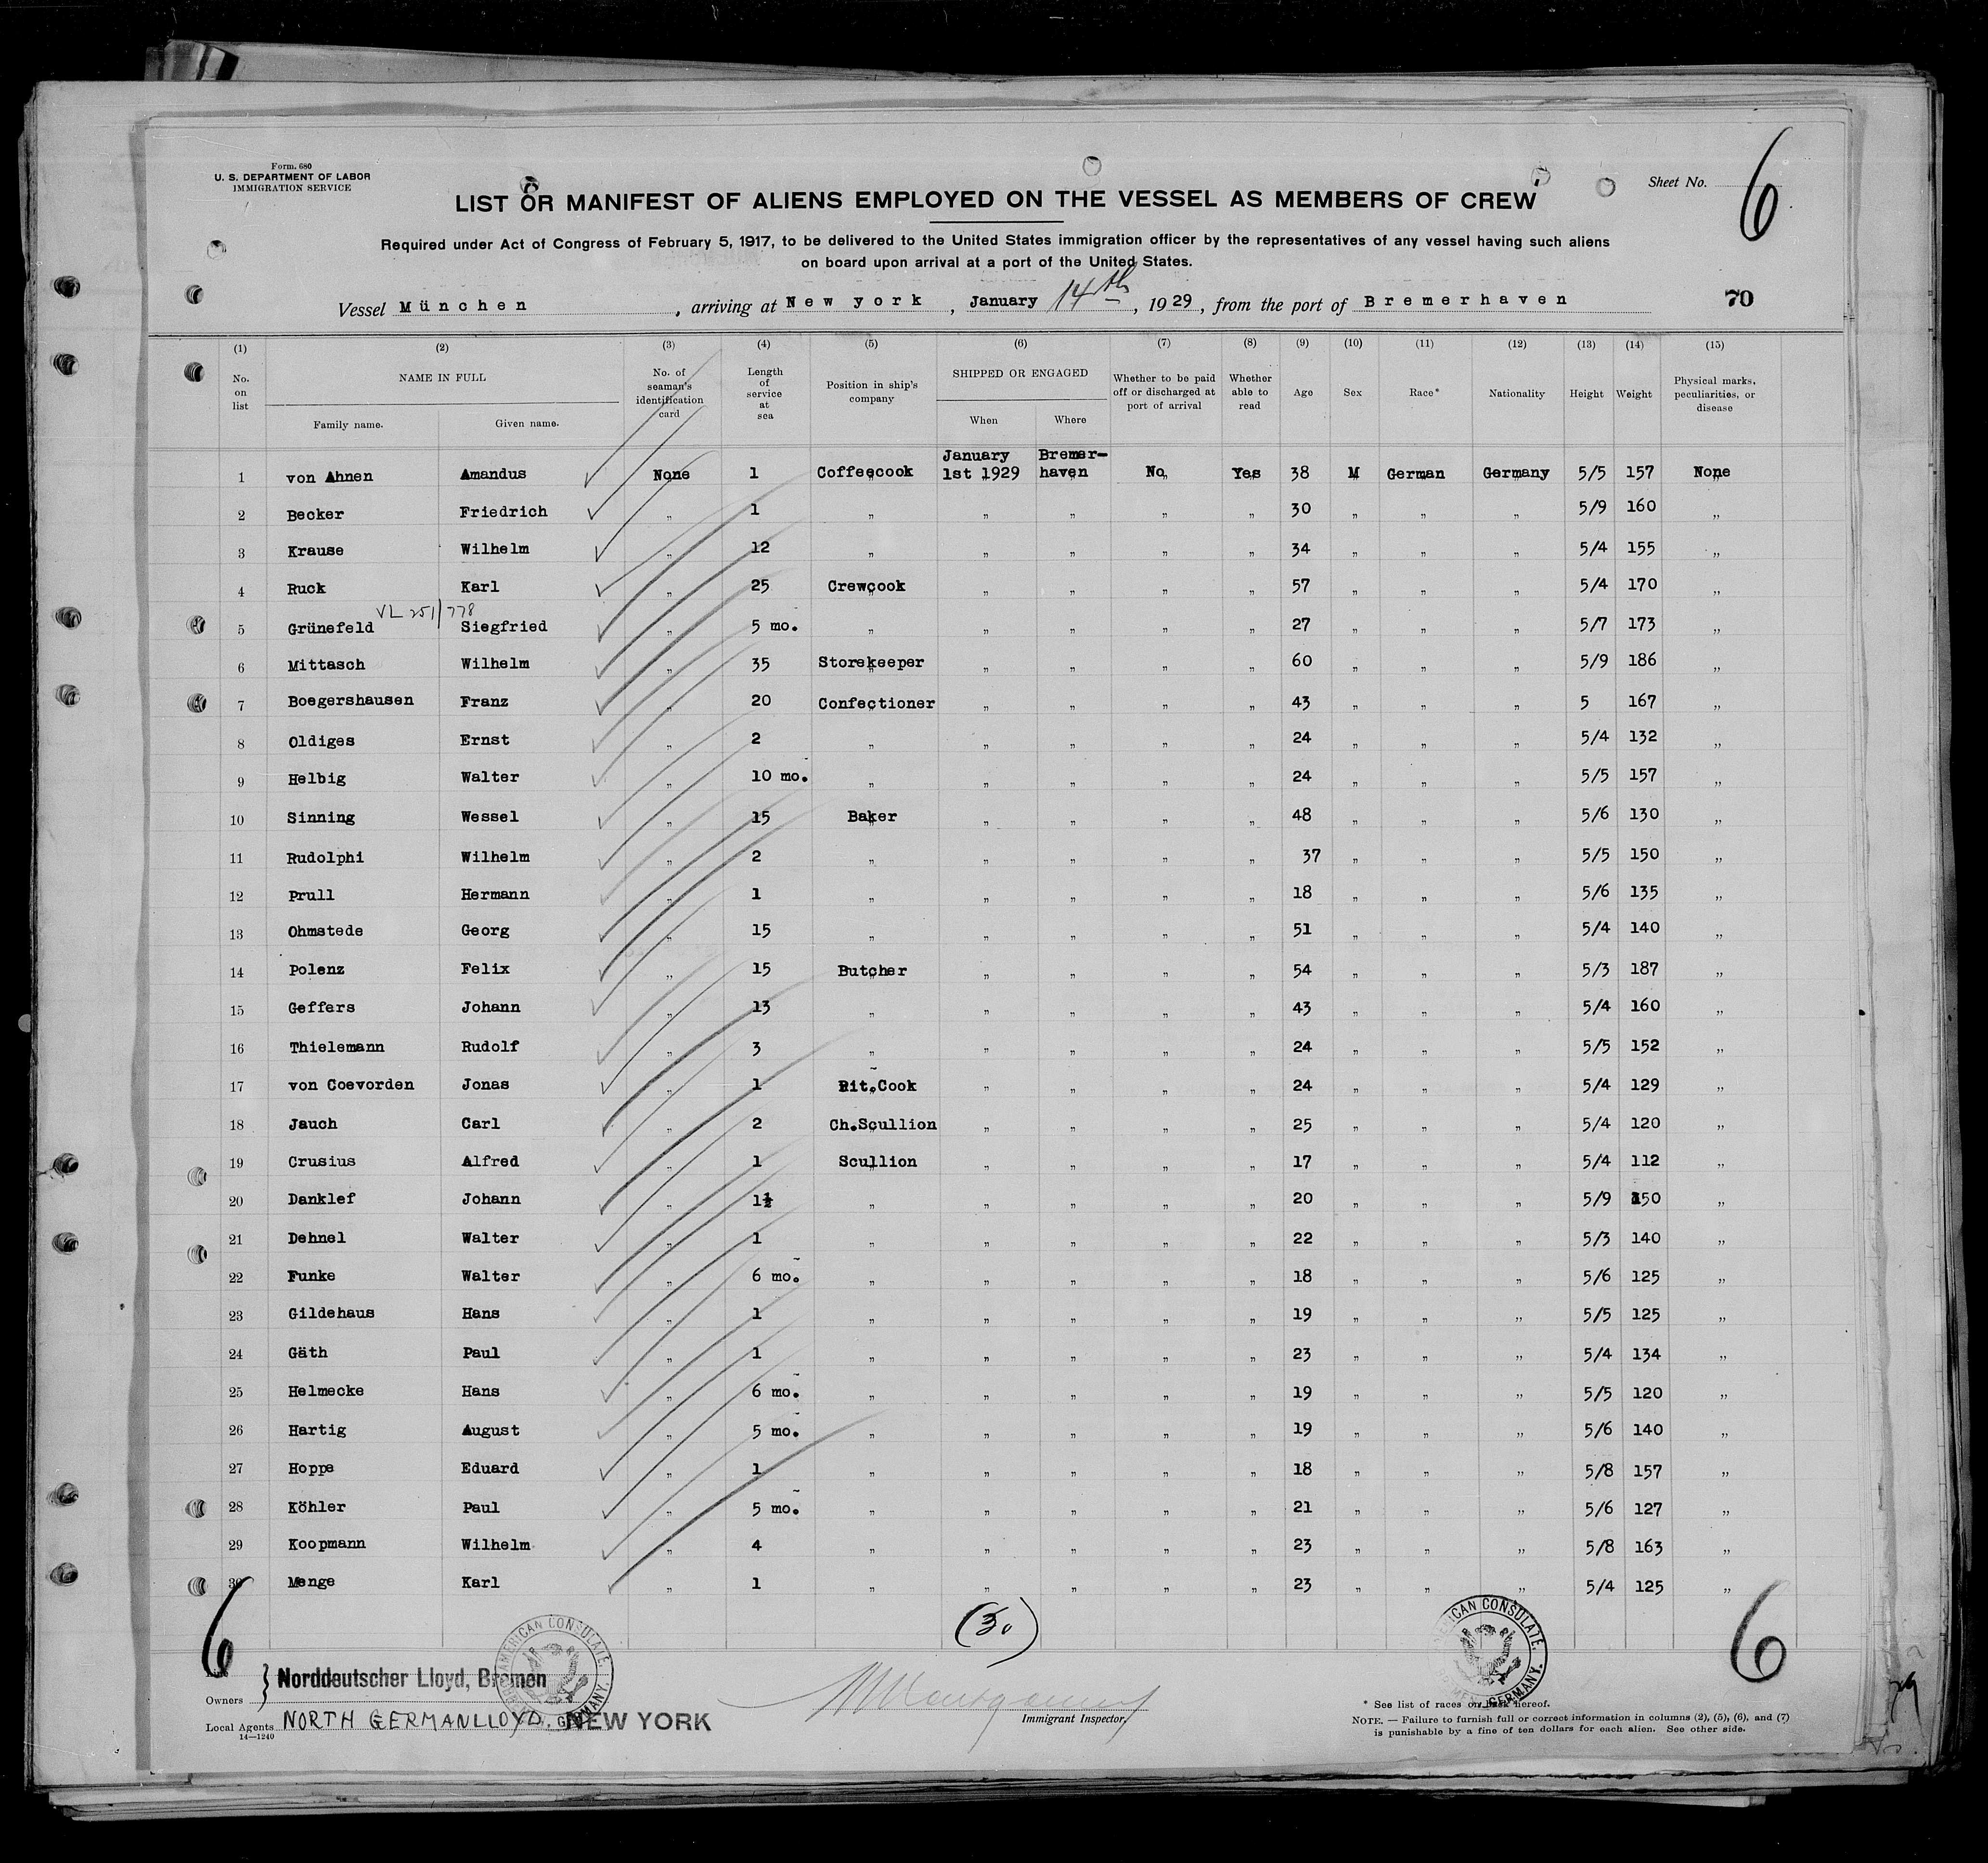 Form. 680
U. S. DEPARTMENT OF LABOR
IMMIGRATION SERVICE
Sheet No. 6
LIST OR MANIFEST OF ALIENS EMPLOYED ON THE VESSEL AS MEMBERS OF CREW
Required under Act of Congress of February 5, 1917, to be delivered to the United States immigration officer by the representatives of any vessel having such aliens
on board upon arrival at a port of the United States.
Vessel München, arriving at New york, January 14th, 1929, from the port of Bremerhaven 70
(1) (2) (3) (4) (5) (6) (7) (8) (9) (10) (11) (12) (13) (14) (15)
No. on list NAME IN FULL Family name. Given name. No. of seaman's identification card Length of service at sea Position in ship's company SHIPPED OR ENGAGED When Where Whether to be paid off or discharged at port of arrival Whether able to read Age Sex Race* Nationality Height Weight Physical marks, peculiarities, or disease
1 von Ahnen Amandus None 1 Coffeecook January 1st 1929 Bremerhaven No Yes 38 M German Germany 5/5 157 None
2 Becker Friedrich " 1 " " " " " 30 " " " 5/9 160 "
3 Krause Wilhelm " 12 " " " " " 34 " " " 5/4 155 "
4 Ruck Karl " 25 Crewcook " " " " 57 " " " 5/4 170 "
VL 251/778
5 Grünefeld Siegfried " 5 mo. " " " " " 27 " " " 5/7 173 "
6 Mittasch Wilhelm " 35 Storekeeper " " " " 60 " " " 5/9 186 "
7 Boegershausen Franz " 20 Confectioner " " " " 43 " " " 5 167 "
8 Oldiges Ernst " 2 " " " " " 24 " " " 5/4 132 "
9 Helbig Walter " 10 mo. " " " " " 24 " " " 5/5 157 "
10 Sinning Wessel " 15 Baker " " " " 48 " " " 5/6 130 "
11 Rudolphi Wilhelm " 2 " " " " " 37 " " " 5/5 150 "
12 Prull Hermann " 1 " " " " " 18 " " " 5/6 135 "
13 Ohmstede Georg " 15 " " " " " 51 " " " 5/4 140 "
14 Polenz Felix " 15 Butcher " " " " 54 " " " 5/3 187 "
15 Geffers Johann " 13 " " " " " 43 " " " 5/4 160 "
16 Thielemann Rudolf " 3 " " " " " 24 " " " 5/5 152 "
17 von Coevorden Jonas " 1 Rit.Cook " " " " 24 " " " 5/4 129 "
18 Jauch Carl " 2 Ch.Scullion " " " " 25 " " " 5/4 120 "
19 Crusius Alfred " 1 Scullion " " " " 17 " " " 5/4 112 "
20 Danklef Johann " 1½ " " " " " 20 " " " 5/9 150 "
21 Dehnel Walter " 1 " " " " " 22 " " " 5/3 140 "
22 Funke Walter " 6 mo. " " " " " 18 " " " 5/6 125 "
23 Gildehaus Hans " 1 " " " " " 19 " " " 5/5 125 "
24 Gäth Paul " 1 " " " " " 23 " " " 5/4 134 "
25 Helmecke Hans " 6 mo. " " " " " 19 " " " 5/5 120 "
26 Hartig August " 5 mo. " " " " " 19 " " " 5/6 140 "
27 Hoppe Eduard " 1 " " " " " 18 " " " 5/8 157 "
28 Köhler Paul " 5 mo. " " " " " 21 " " " 5/6 127 "
29 Koopmann Wilhelm " 4 " " " " " 23 " " " 5/8 163 "
30 Menge Karl " 1 " " " " " 23 " " " 5/4 125 "
(30)
6 6
Owners } Norddeutscher Lloyd, Bremen
AMERICAN CONSULATE GERMANY.
AMERICAN CONSULATE. GERMANY.
Immigrant Inspector.
Local Agents NORTH GERMANLLOYD, NEW YORK
14—1240
* See list of races on back hereof.
NOTE. — Failure to furnish full or correct information in columns (2), (5), (6), and (7)
is punishable by a fine of ten dollars for each alien. See other side.